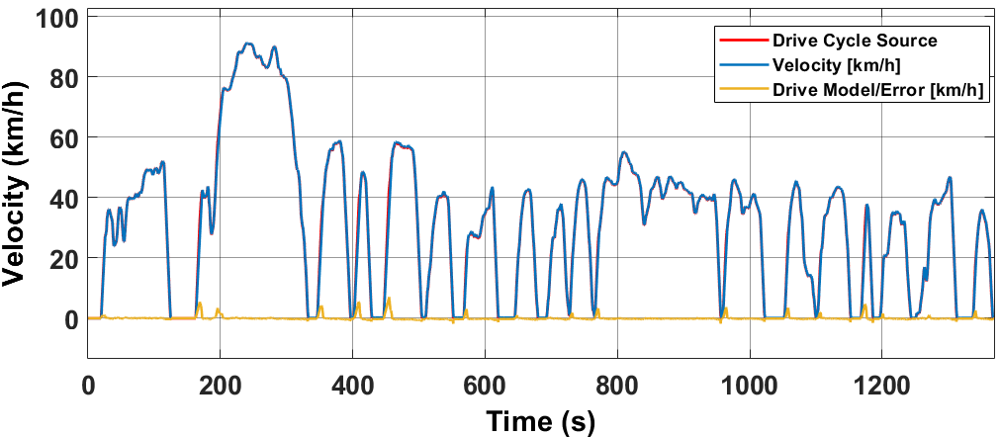 100
80
60
40
20
0
Velocity (km/h)
Drive Cycle Source
Velocity [km/h]
Drive Model/Error [km/h]
0 200 400 600 800 1000 1200
Time (s)